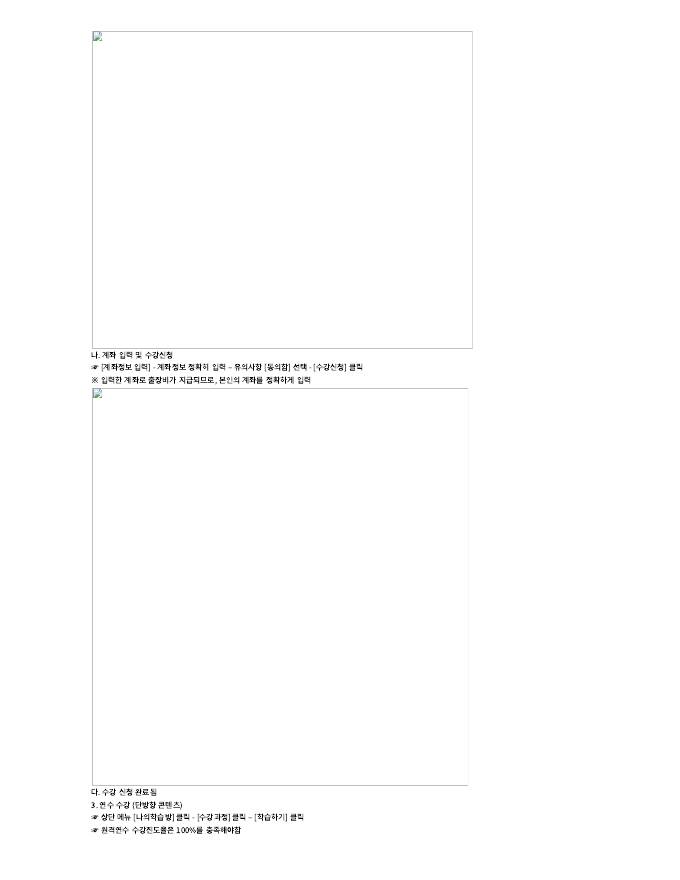 나. 계좌 입력 및 수강신청
☞ [계좌정보 입력] - 계좌정보 정확히 입력 – 유의사항 [동의함] 선택 - [수강신청] 클릭
※ 입력한 계좌로 출장비가 지급되므로, 본인의 계좌를 정확하게 입력
다. 수강 신청 완료됨
3. 연수 수강 (단방향 콘텐츠)
☞ 상단 메뉴 [나의학습방] 클릭 - [수강과정] 클릭 – [학습하기] 클릭
☞ 원격연수 수강진도율은 100%를 충족해야함